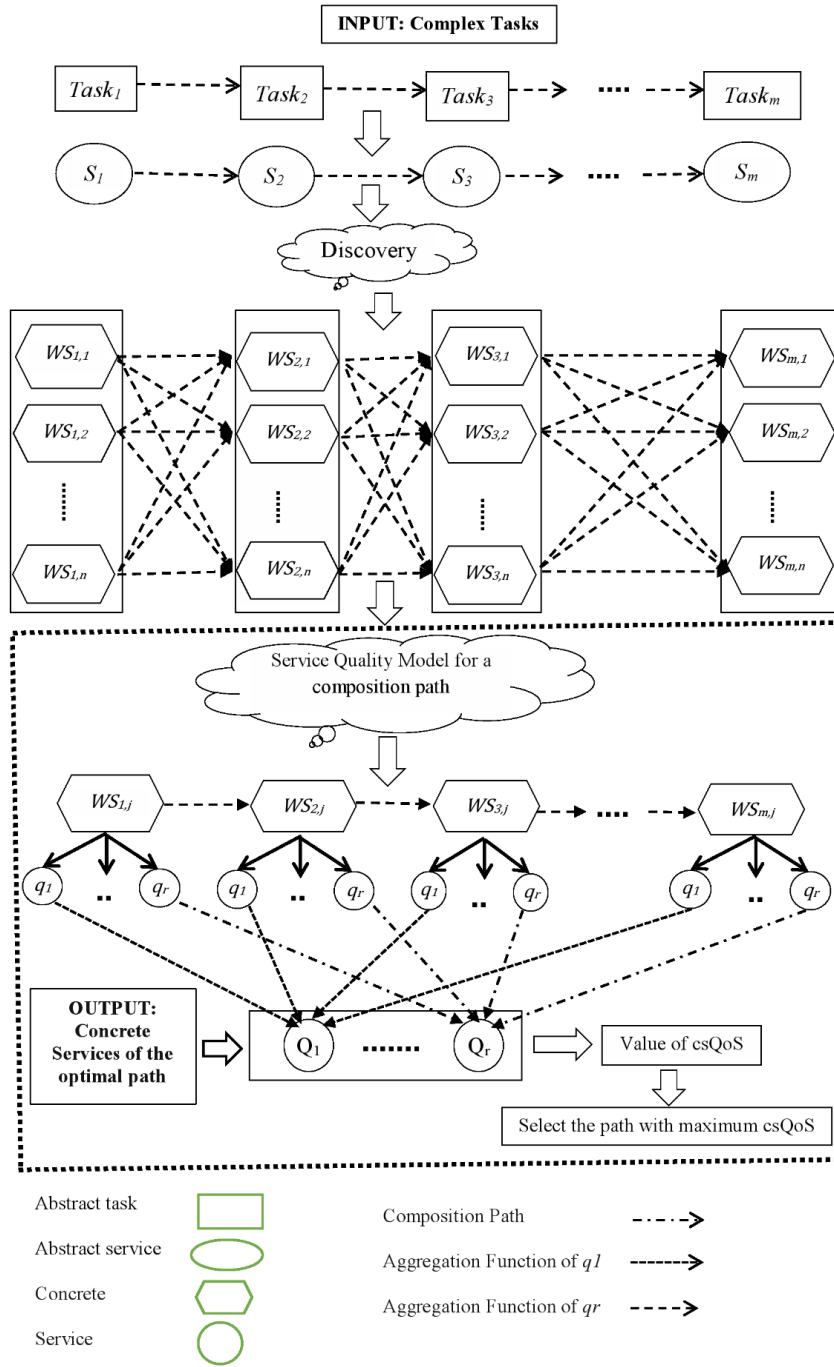 INPUT: Complex Tasks
Task1 Task2 Task3 ···· Taskm
S1 S2 S3 ····· Sm
Discovery
WS1,1 WS2,1 WS3,1 WSm,1
WS1,2 WS2,2 WS3,2 WSm,2
WS1,n WS2,n WS3,n WSm,n
Service Quality Model for a
composition path
WS1,j WS2,j WS3,j ···· WSm,j
q1 .. qr q1 .. qr q1 .. qr q1 .. qr
OUTPUT:
Concrete
Services of the
optimal path
Q1 ······· Qr
Value of csQoS
Select the path with maximum csQoS
Abstract task
Abstract service
Concrete
Service
Composition Path
Aggregation Function of q1
Aggregation Function of qr